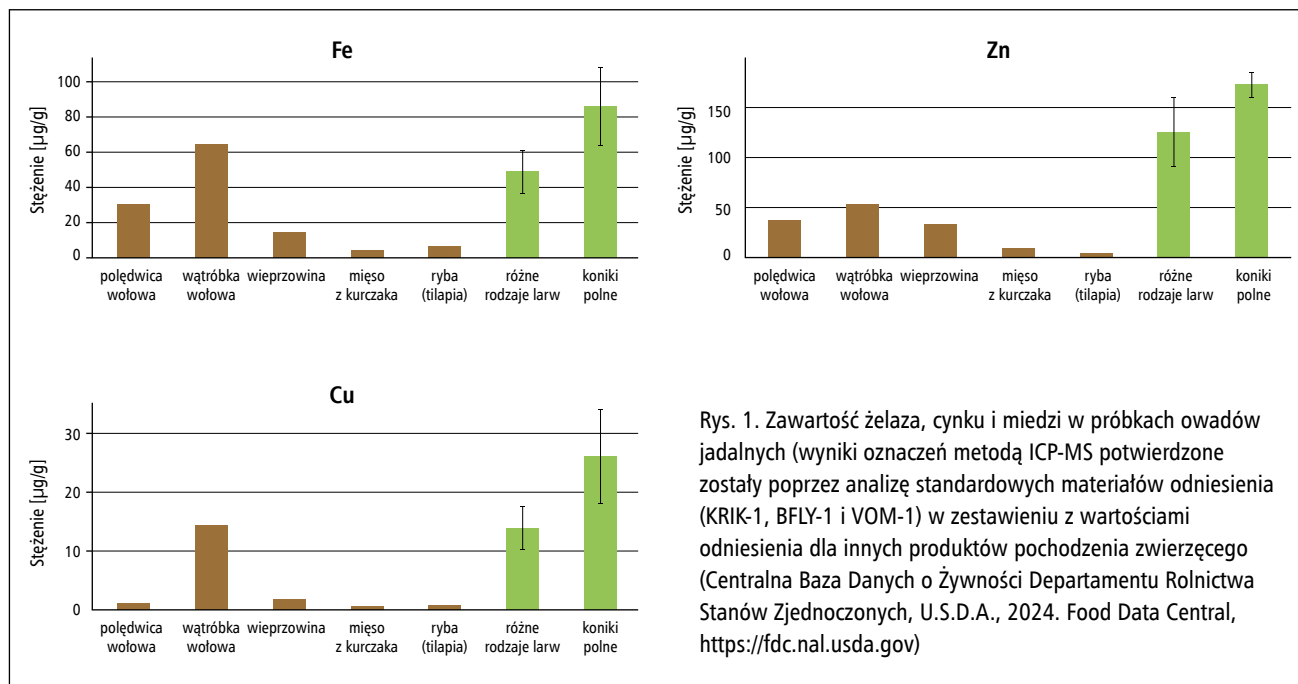 Fe
Stężenie [µg/g]
100
80
60
40
20
0
polędwica
wołowa
wątróbka
wołowa
wieprzowina
mięso
z kurczaka
ryba
(tilapia)
różne
rodzaje larw
koniki
polne
Zn
Stężenie [µg/g]
150
100
50
0
polędwica
wołowa
wątróbka
wołowa
wieprzowina
mięso
z kurczaka
ryba
(tilapia)
różne
rodzaje larw
koniki
polne
Cu
Stężenie [µg/g]
30
20
10
0
polędwica
wołowa
wątróbka
wołowa
wieprzowina
mięso
z kurczaka
ryba
(tilapia)
różne
rodzaje larw
koniki
polne
Rys. 1. Zawartość żelaza, cynku i miedzi w próbkach owadów
jadalnych (wyniki oznaczeń metodą ICP-MS potwierdzone
zostały poprzez analizę standardowych materiałów odniesienia
(KRIK-1, BFLY-1 i VOM-1) w zestawieniu z wartościami
odniesienia dla innych produktów pochodzenia zwierzęcego
(Centralna Baza Danych o Żywności Departamentu Rolnictwa
Stanów Zjednoczonych, U.S.D.A., 2024. Food Data Central,
https://fdc.nal.usda.gov)